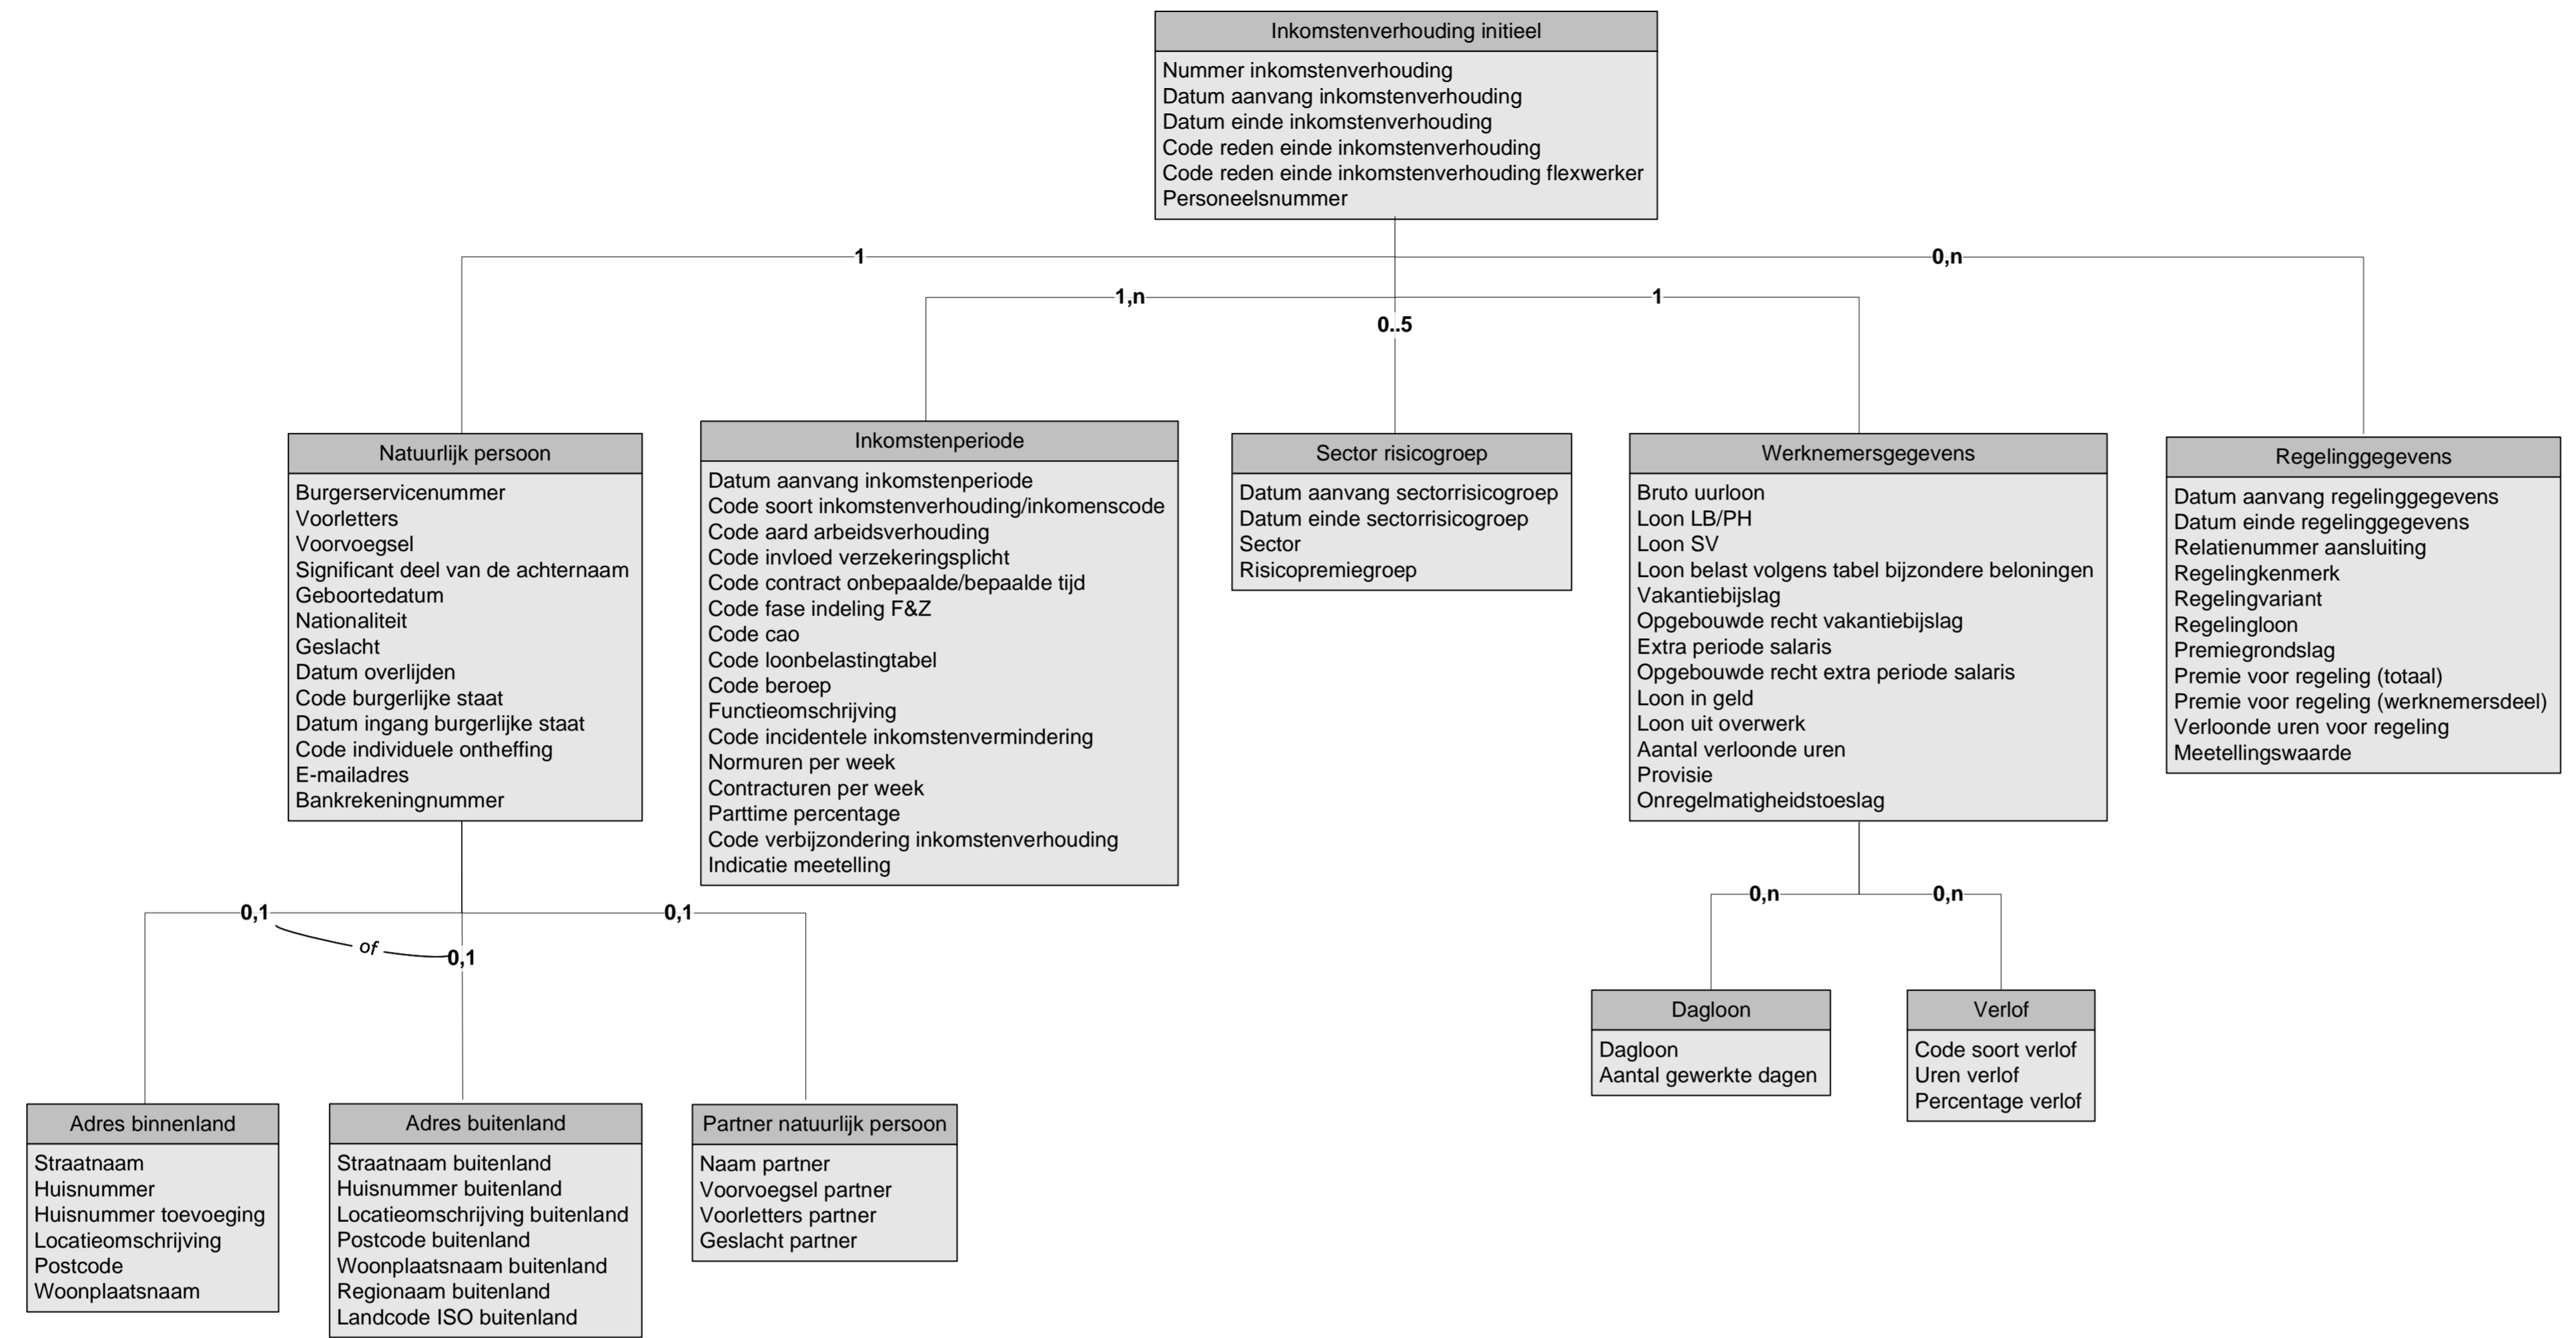 Inkomstenverhouding initieel
Nummer inkomstenverhouding
Datum aanvang inkomstenverhouding
Datum einde inkomstenverhouding
Code reden einde inkomstenverhouding
Code reden einde inkomstenverhouding flexwerker
Personeelsnummer
1
0,n
1,n
1
0..5
Natuurlijk persoon
Burgerservicenummer
Voorletters
Voorvoegsel
Significant deel van de achternaam
Geboortedatum
Nationaliteit
Geslacht
Datum overlijden
Code burgerlijke staat
Datum ingang burgerlijke staat
Code individuele ontheffing
E-mailadres
Bankrekeningnummer
Inkomstenperiode
Datum aanvang inkomstenperiode
Code soort inkomstenverhouding/inkomenscode
Code aard arbeidsverhouding
Code invloed verzekeringsplicht
Code contract onbepaalde/bepaalde tijd
Code fase indeling F&Z
Code cao
Code loonbelastingtabel
Code beroep
Functieomschrijving
Code incidentele inkomstenvermindering
Normuren per week
Contracturen per week
Parttime percentage
Code verbijzondering inkomstenverhouding
Indicatie meetelling
Sector risicogroep
Datum aanvang sectorrisicogroep
Datum einde sectorrisicogroep
Sector
Risicopremiegroep
Werknemersgegevens
Bruto uurloon
Loon LB/PH
Loon SV
Loon belast volgens tabel bijzondere beloningen
Vakantiebijslag
Opgebouwde recht vakantiebijslag
Extra periode salaris
Opgebouwde recht extra periode salaris
Loon in geld
Loon uit overwerk
Aantal verloonde uren
Provisie
Onregelmatigheidstoeslag
Regelinggegevens
Datum aanvang regelinggegevens
Datum einde regelinggegevens
Relatienummer aansluiting
Regelingkenmerk
Regelingvariant
Regelingloon
Premiegrondslag
Premie voor regeling (totaal)
Premie voor regeling (werknemersdeel)
Verloonde uren voor regeling
Meetellingswaarde
0,1
0,1
of
0,1
0,n
0,n
Dagloon
Dagloon
Aantal gewerkte dagen
Verlof
Code soort verlof
Uren verlof
Percentage verlof
Adres binnenland
Straatnaam
Huisnummer
Huisnummer toevoeging
Locatieomschrijving
Postcode
Woonplaatsnaam
Adres buitenland
Straatnaam buitenland
Huisnummer buitenland
Locatieomschrijving buitenland
Postcode buitenland
Woonplaatsnaam buitenland
Regionaam buitenland
Landcode ISO buitenland
Partner natuurlijk persoon
Naam partner
Voorvoegsel partner
Voorletters partner
Geslacht partner